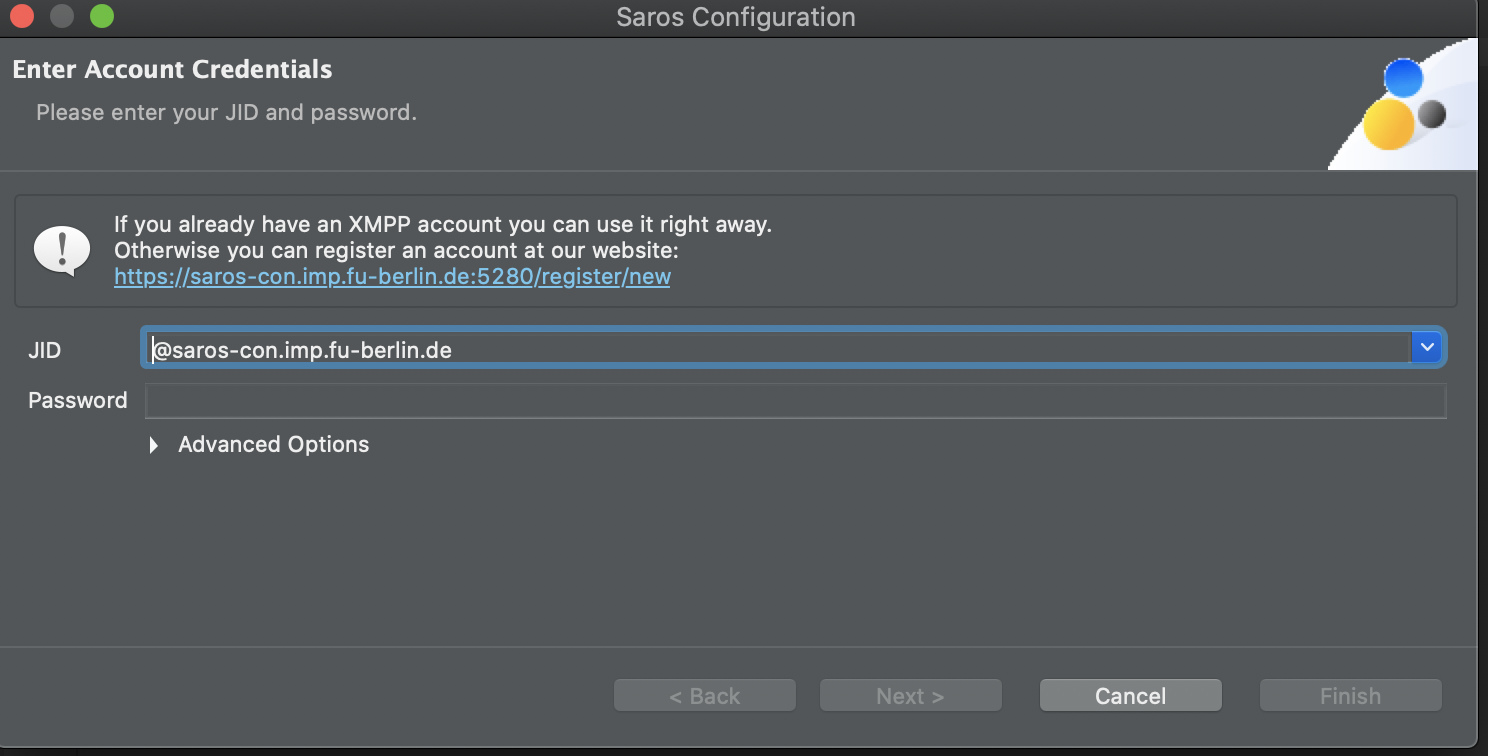 Saros Configuration
Enter Account Credentials
Please enter your JID and password.
If you already have an XMPP account you can use it right away.
Otherwise you can register an account at our website:
https://saros-con.imp.fu-berlin.de:5280/register/new
JID
@saros-con.imp.fu-berlin.de
Password
Advanced Options
< Back
Next >
Cancel
Finish